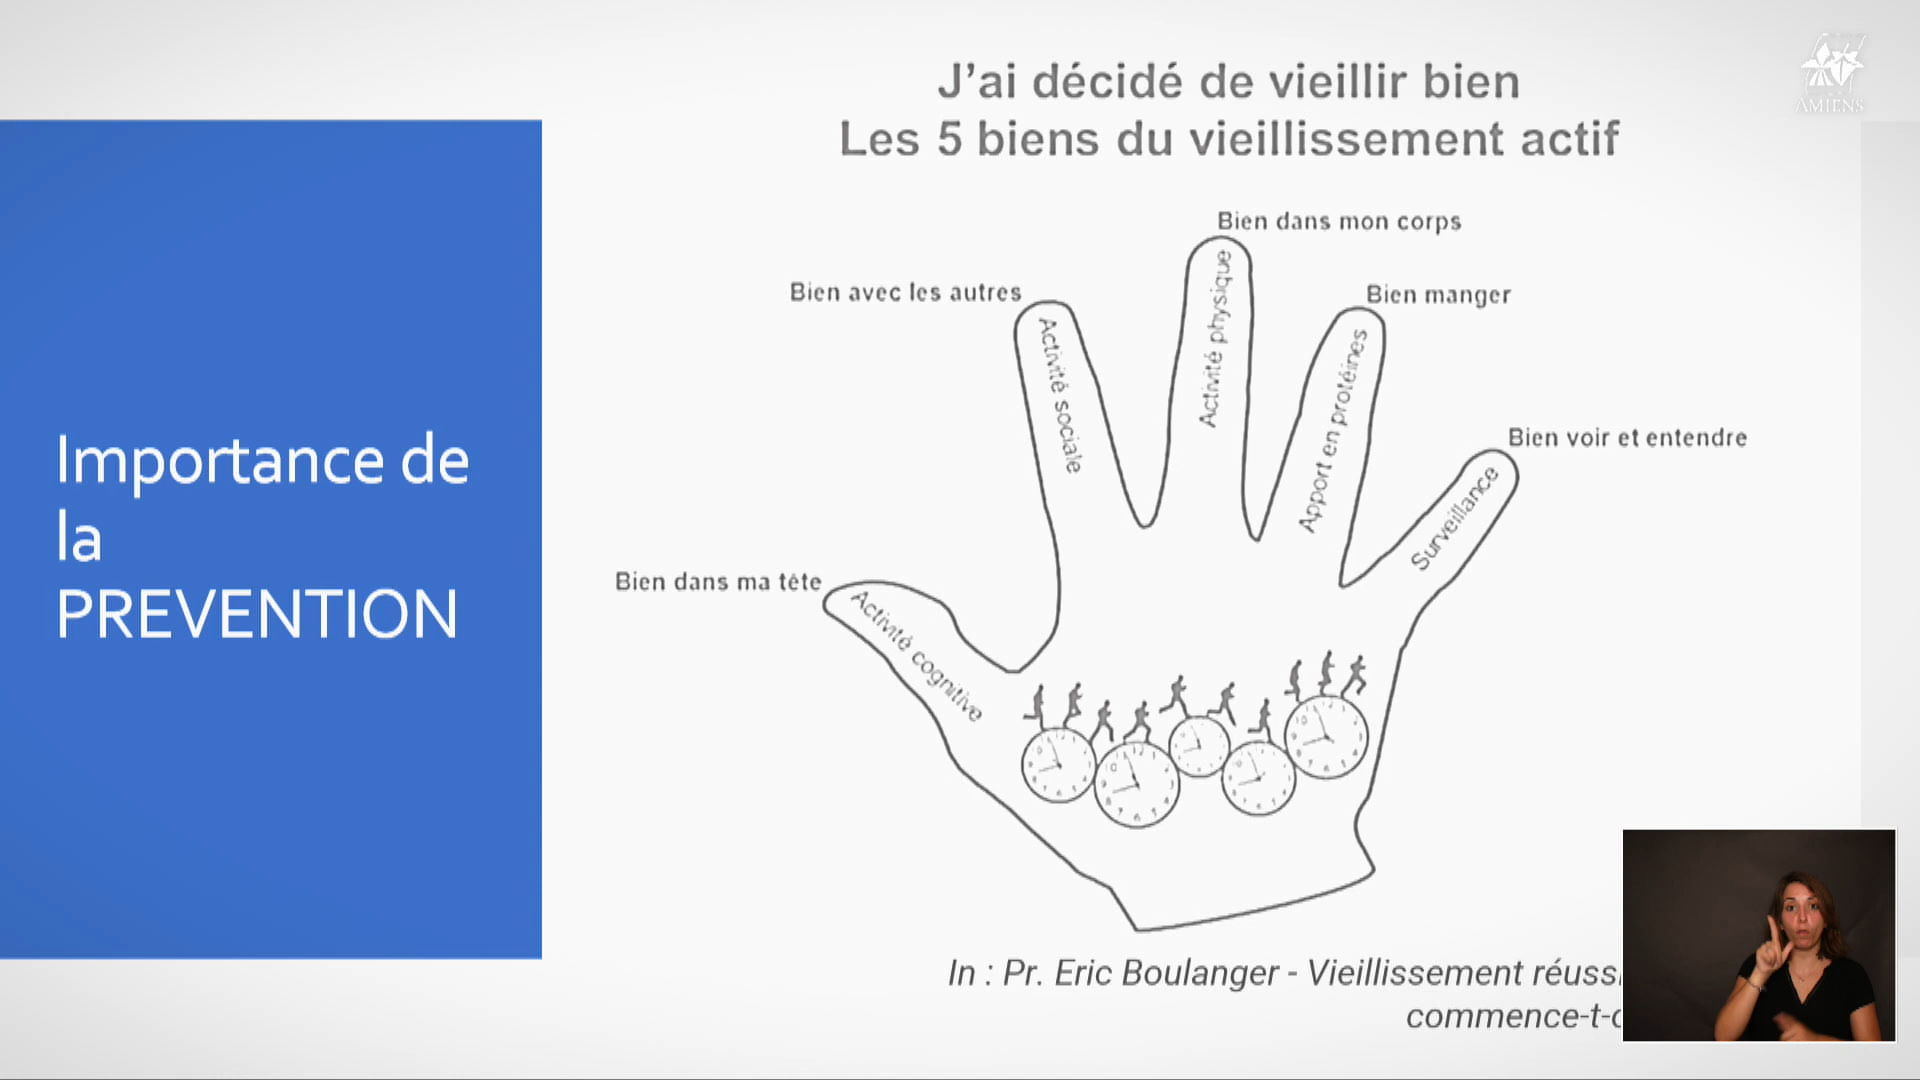 J'ai décidé de vieillir bien
Les 5 biens du vieillissement actif
AMIENS
Importance de
la
PREVENTION
Bien dans ma tête
Activité cognitive
Bien avec les autres
Activité sociale
Bien dans mon corps
Activité physique
Bien manger
Apport en protéines
Bien voir et entendre
Surveillance
In : Pr. Eric Boulanger - Vieillissement
commence-t-